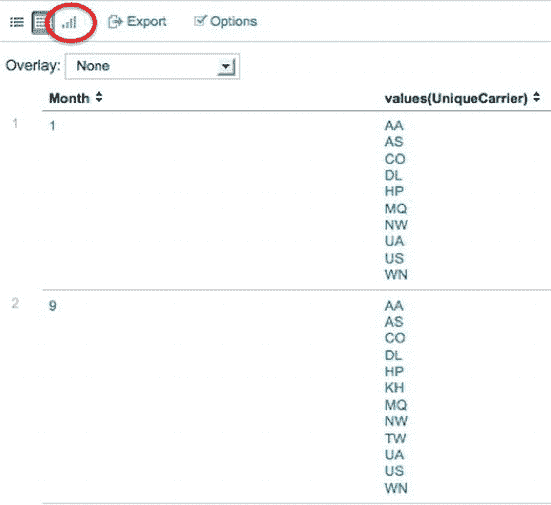 Export Options
Overlay: None
Month values(UniqueCarrier)
1 1 AA
AS
CO
DL
HP
MQ
NW
UA
US
WN
2 9 AA
AS
CO
DL
HP
KH
MQ
NW
TW
UA
US
WN